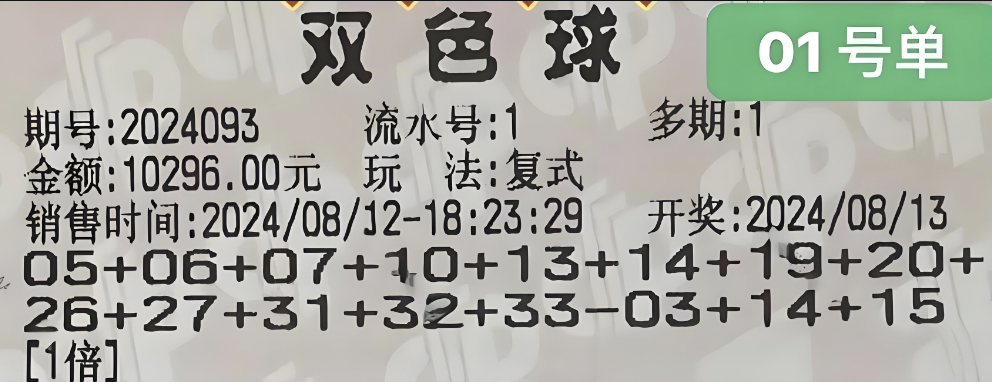 双色球
01号单
期号:2024093 流水号:1 多期:1
金额:10296.00元 玩 法:复式
销售时间:2024/08/12-18:23:29 开奖:2024/08/13
05+06+07+10+13+14+19+20+
26+27+31+32+33-03+14+15
[1倍]